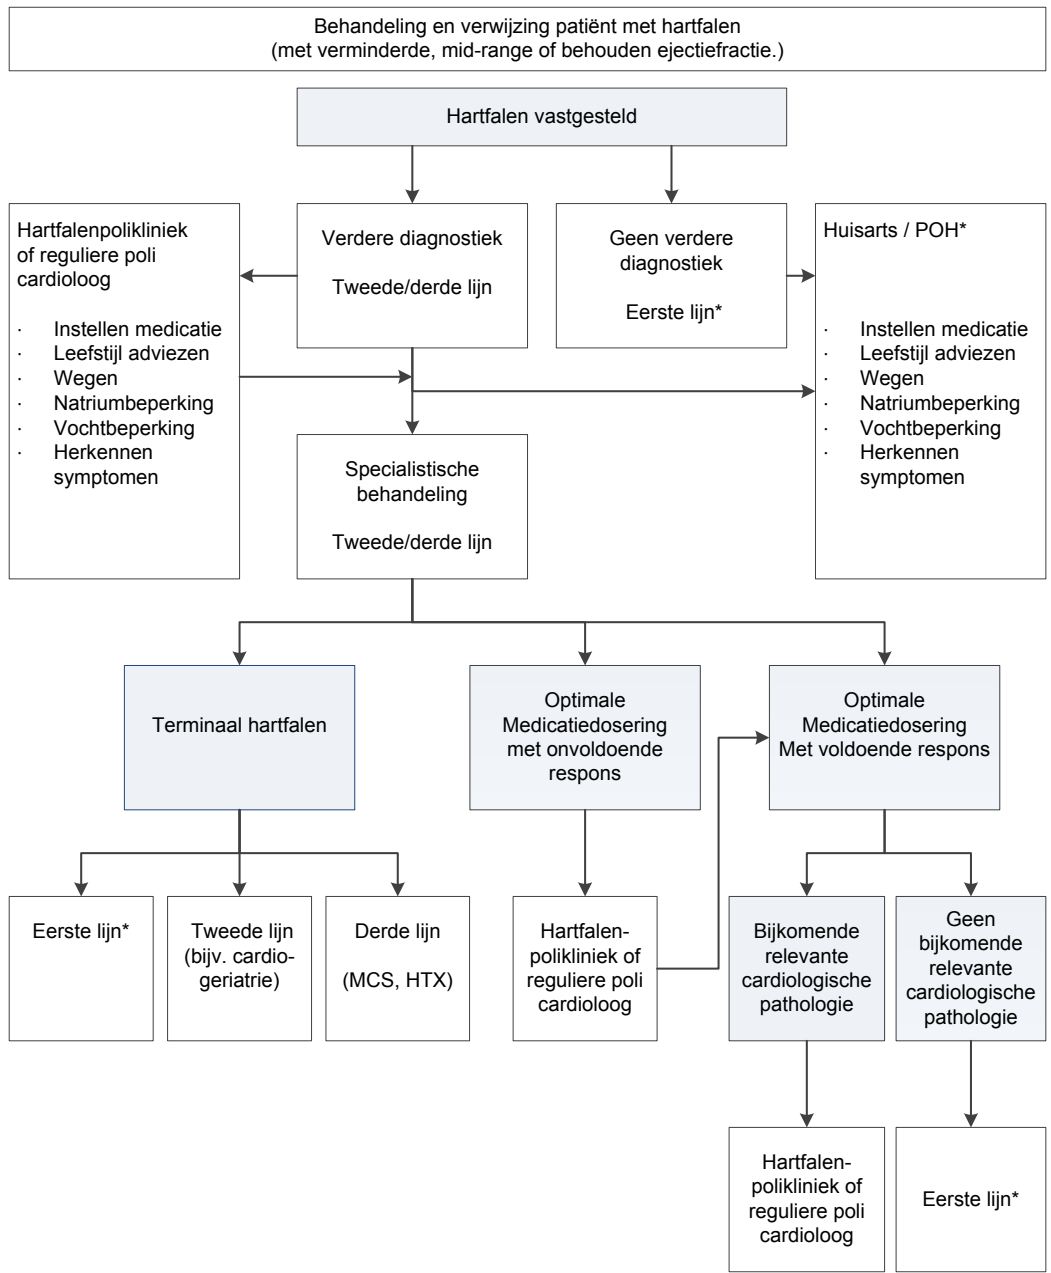 Behandeling en verwijzing patiënt met hartfalen
(met verminderde, mid-range of behouden ejectiefractie.)
Hartfalen vastgesteld
Hartfalenpolikliniek
of reguliere poli
cardioloog
· Instellen medicatie
· Leefstijl adviezen
· Wegen
· Natriumbeperking
· Vochtbeperking
· Herkennen
symptomen
Verdere diagnostiek
Tweede/derde lijn
Geen verdere
diagnostiek
Eerste lijn*
Huisarts / POH*
· Instellen medicatie
· Leefstijl adviezen
· Wegen
· Natriumbeperking
· Vochtbeperking
· Herkennen
symptomen
Specialistische
behandeling
Tweede/derde lijn
Terminaal hartfalen
Optimale
Medicatiedosering
met onvoldoende
respons
Optimale
Medicatiedosering
Met voldoende respons
Eerste lijn*
Tweede lijn
(bijv. cardio-
geriatrie)
Derde lijn
(MCS, HTX)
Hartfalen-
polikliniek of
reguliere poli
cardioloog
Bijkomende
relevante
cardiologische
pathologie
Geen
bijkomende
relevante
cardiologische
pathologie
Hartfalen-
polikliniek of
reguliere poli
cardioloog
Eerste lijn*